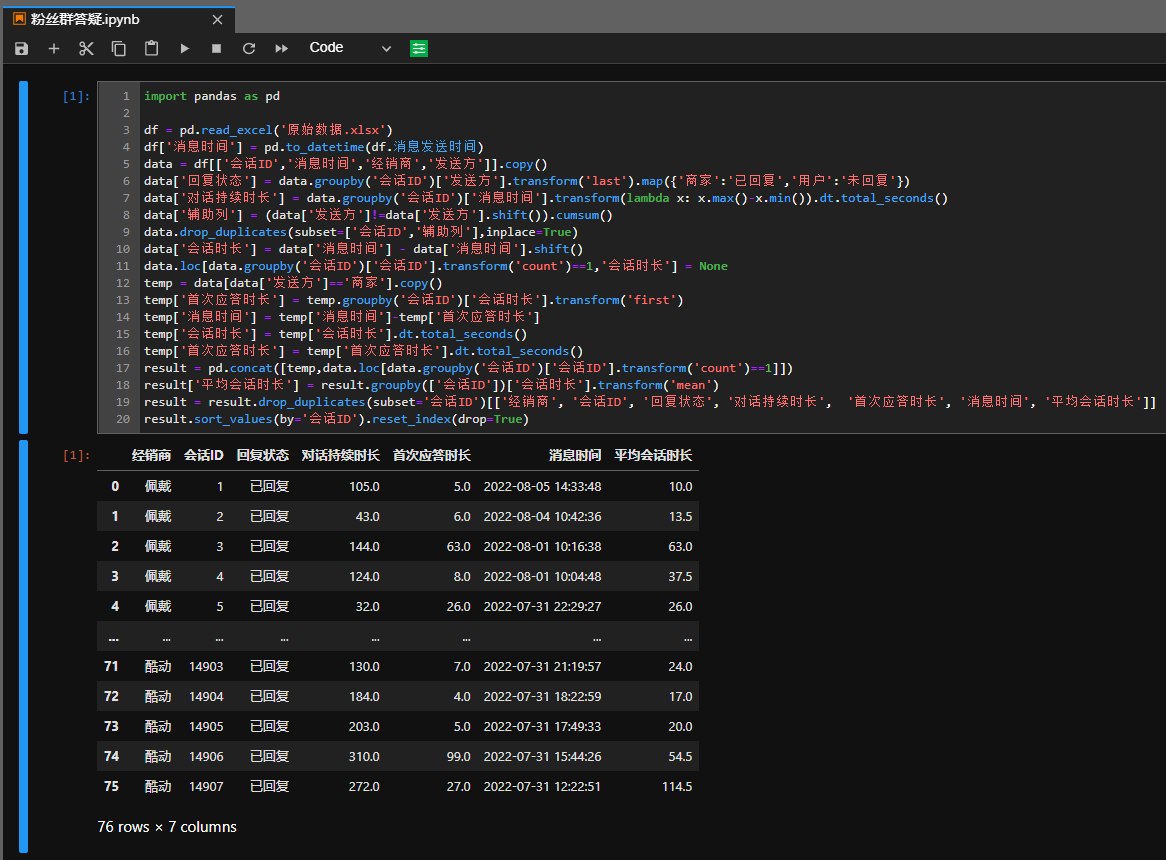 粉丝群答疑.ipynb
Code
[1]:
1 import pandas as pd
2
3 df = pd.read_excel('原始数据.xlsx')
4 df['消息时间'] = pd.to_datetime(df.消息发送时间)
5 data = df[['会话ID','消息时间','经销商','发送方']].copy()
6 data['回复状态'] = data.groupby('会话ID')['发送方'].transform('last').map({'商家':'已回复','用户':'未回复'})
7 data['对话持续时长'] = data.groupby('会话ID')['消息时间'].transform(lambda x: x.max()-x.min()).dt.total_seconds()
8 data['辅助列'] = (data['发送方']!=data['发送方'].shift()).cumsum()
9 data.drop_duplicates(subset=['会话ID','辅助列'],inplace=True)
10 data['会话时长'] = data['消息时间'] - data['消息时间'].shift()
11 data.loc[data.groupby('会话ID')['会话ID'].transform('count')==1,'会话时长'] = None
12 temp = data[data['发送方']=='商家'].copy()
13 temp['首次应答时长'] = temp.groupby('会话ID')['会话时长'].transform('first')
14 temp['消息时间'] = temp['消息时间']-temp['首次应答时长']
15 temp['会话时长'] = temp['会话时长'].dt.total_seconds()
16 temp['首次应答时长'] = temp['首次应答时长'].dt.total_seconds()
17 result = pd.concat([temp,data.loc[data.groupby('会话ID')['会话ID'].transform('count')==1]])
18 result['平均会话时长'] = result.groupby(['会话ID'])['会话时长'].transform('mean')
19 result = result.drop_duplicates(subset='会话ID')[['经销商', '会话ID', '回复状态', '对话持续时长', '首次应答时长', '消息时间', '平均会话时长']]
20 result.sort_values(by='会话ID').reset_index(drop=True)
[1]:
经销商 会话ID 回复状态 对话持续时长 首次应答时长 消息时间 平均会话时长
0 佩戴 1 已回复 105.0 5.0 2022-08-05 14:33:48 10.0
1 佩戴 2 已回复 43.0 6.0 2022-08-04 10:42:36 13.5
2 佩戴 3 已回复 144.0 63.0 2022-08-01 10:16:38 63.0
3 佩戴 4 已回复 124.0 8.0 2022-08-01 10:04:48 37.5
4 佩戴 5 已回复 32.0 26.0 2022-07-31 22:29:27 26.0
... ... ... ... ... ... ... ...
71 酷动 14903 已回复 130.0 7.0 2022-07-31 21:19:57 24.0
72 酷动 14904 已回复 184.0 4.0 2022-07-31 18:22:59 17.0
73 酷动 14905 已回复 203.0 5.0 2022-07-31 17:49:33 20.0
74 酷动 14906 已回复 310.0 99.0 2022-07-31 15:44:26 54.5
75 酷动 14907 已回复 272.0 27.0 2022-07-31 12:22:51 114.5
76 rows × 7 columns